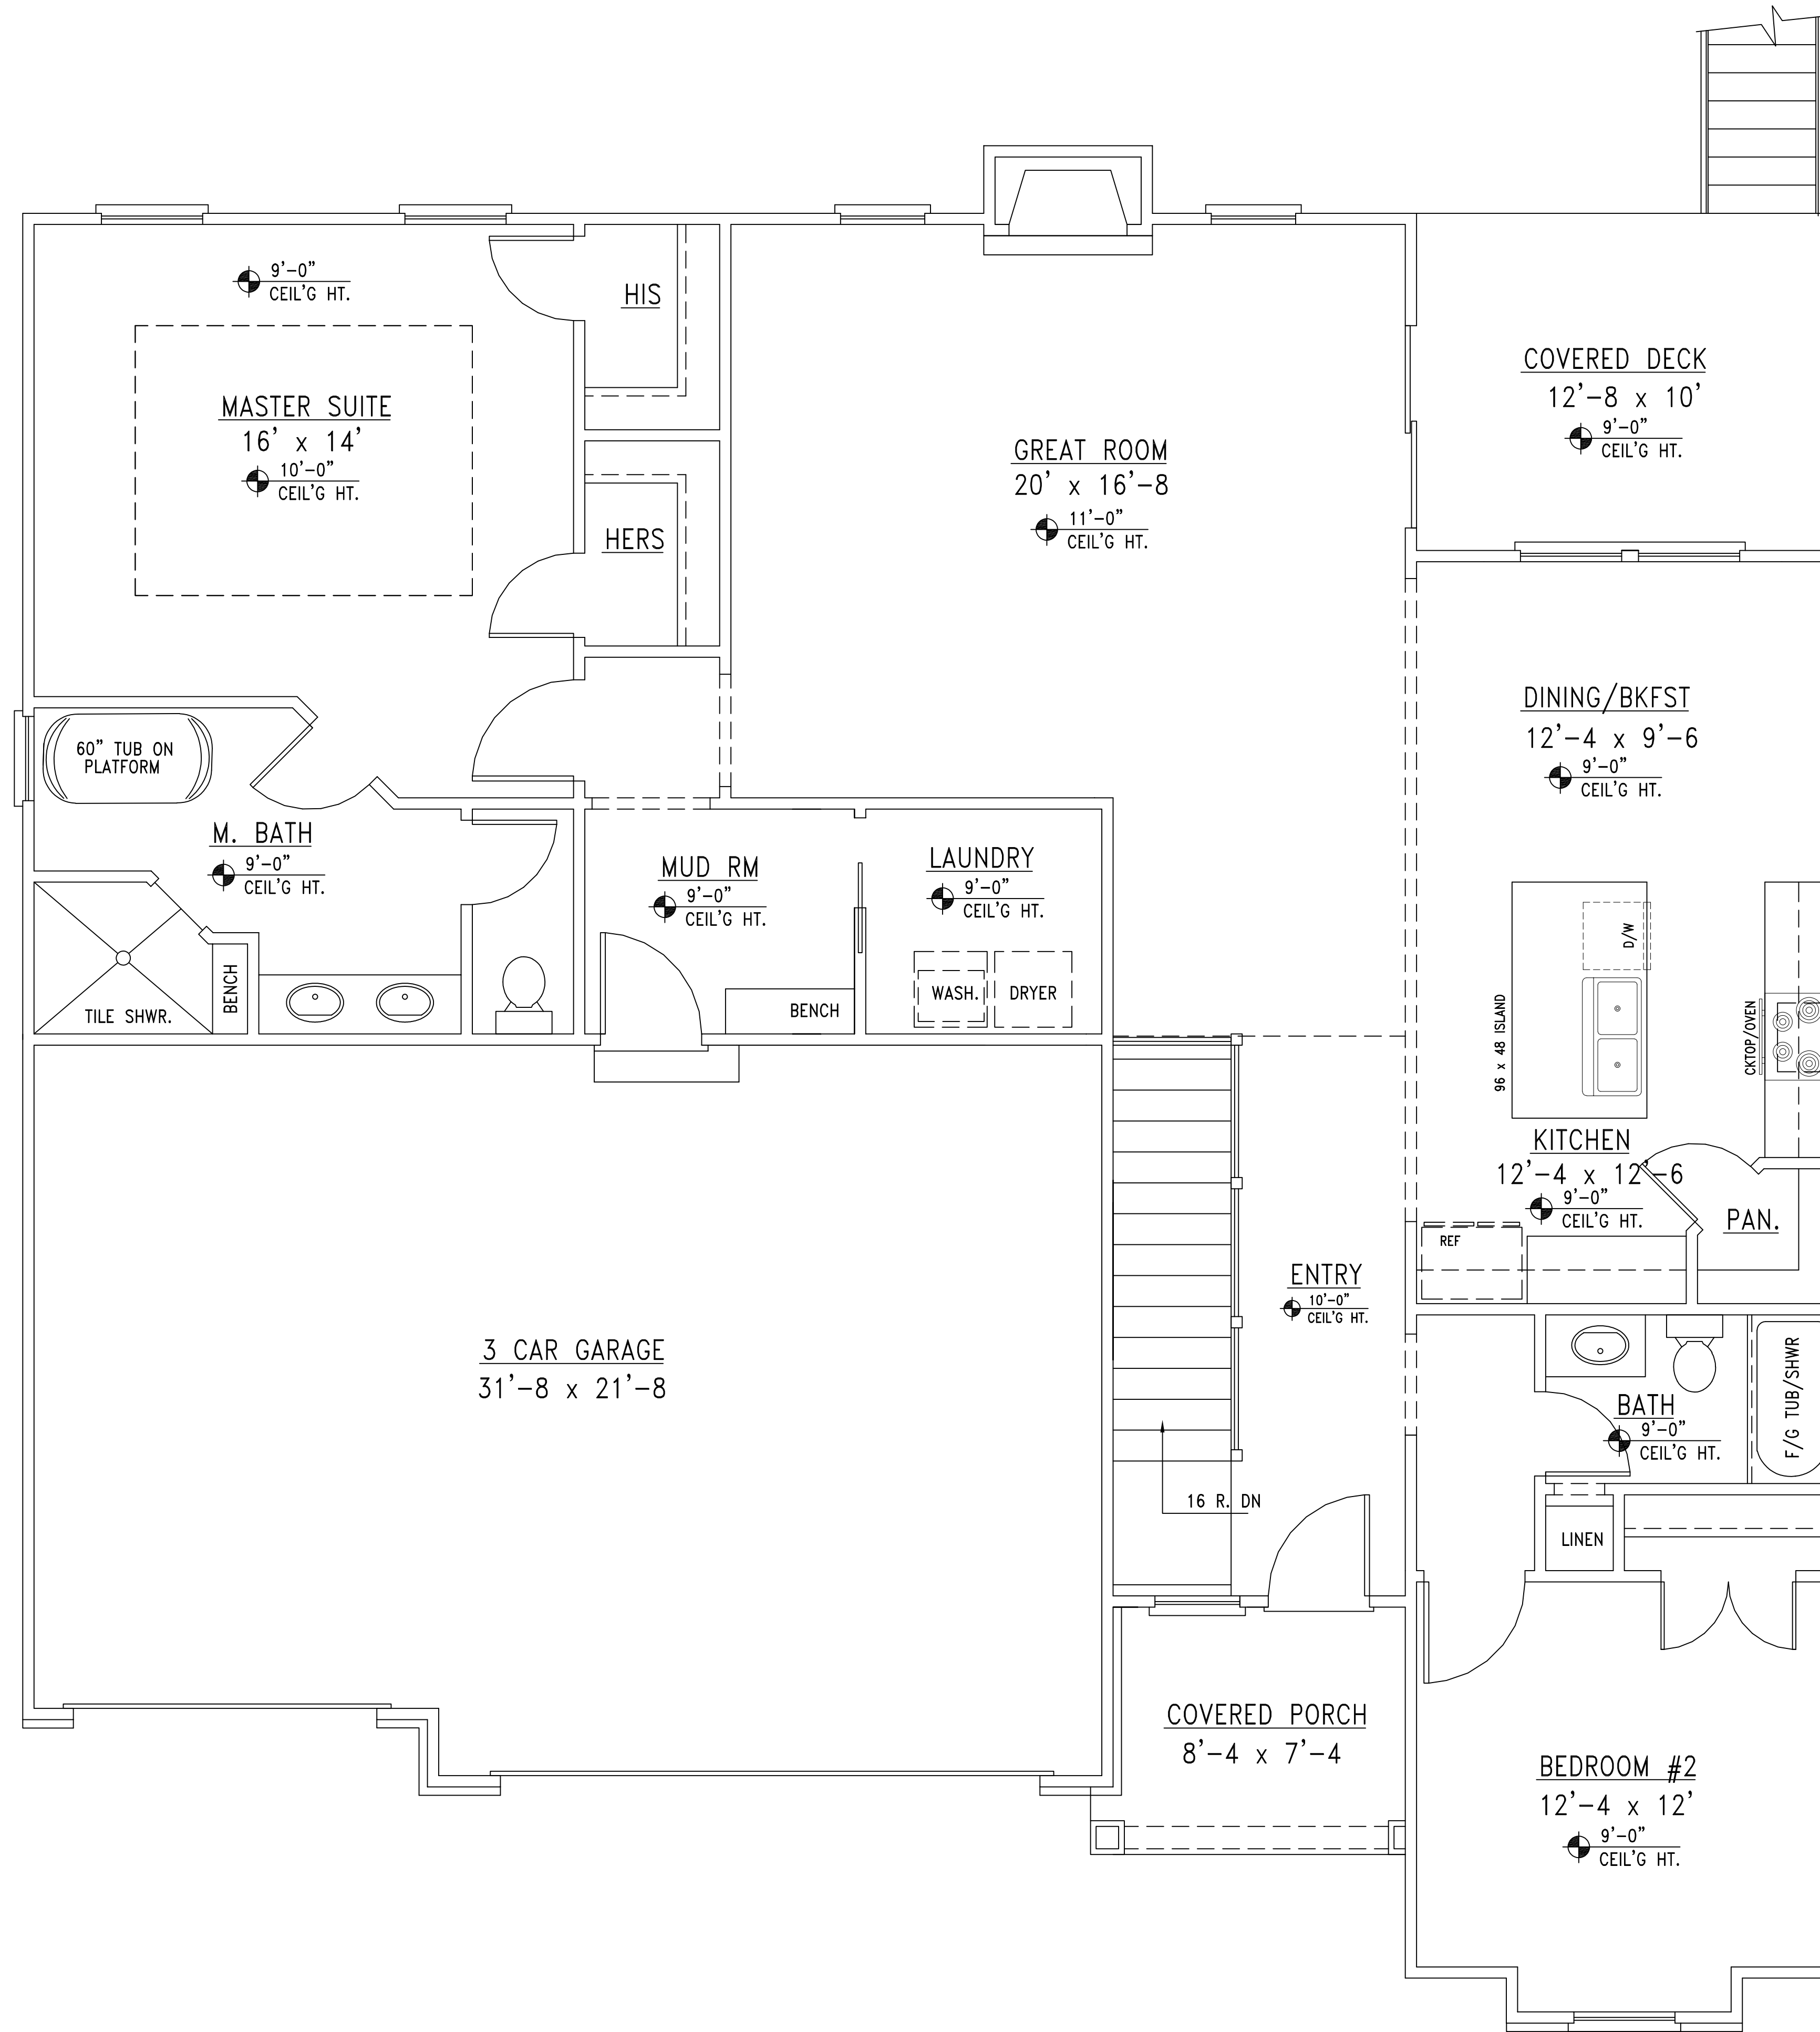 9'-0"
CEIL'G HT.
MASTER SUITE
16' x 14'
10'-0"
CEIL'G HT.
HIS
HERS
GREAT ROOM
20' x 16'-8
11'-0"
CEIL'G HT.
COVERED DECK
12'-8 x 10'
9'-0"
CEIL'G HT.
DINING/BKFST
12'-4 x 9'-6
9'-0"
CEIL'G HT.
60" TUB ON
PLATFORM
M. BATH
9'-0"
CEIL'G HT.
TILE SHWR.
BENCH
MUD RM
9'-0"
CEIL'G HT.
BENCH
LAUNDRY
9'-0"
CEIL'G HT.
WASH.
DRYER
D/W
96 x 48 ISLAND
CKTOP/OVEN
KITCHEN
12'-4 x 12'-6
9'-0"
CEIL'G HT.
PAN.
REF
ENTRY
10'-0"
CEIL'G HT.
3 CAR GARAGE
31'-8 x 21'-8
BATH
9'-0"
CEIL'G HT.
F/G TUB/SHWR
16 R. DN
LINEN
COVERED PORCH
8'-4 x 7'-4
BEDROOM #2
12'-4 x 12'
9'-0"
CEIL'G HT.